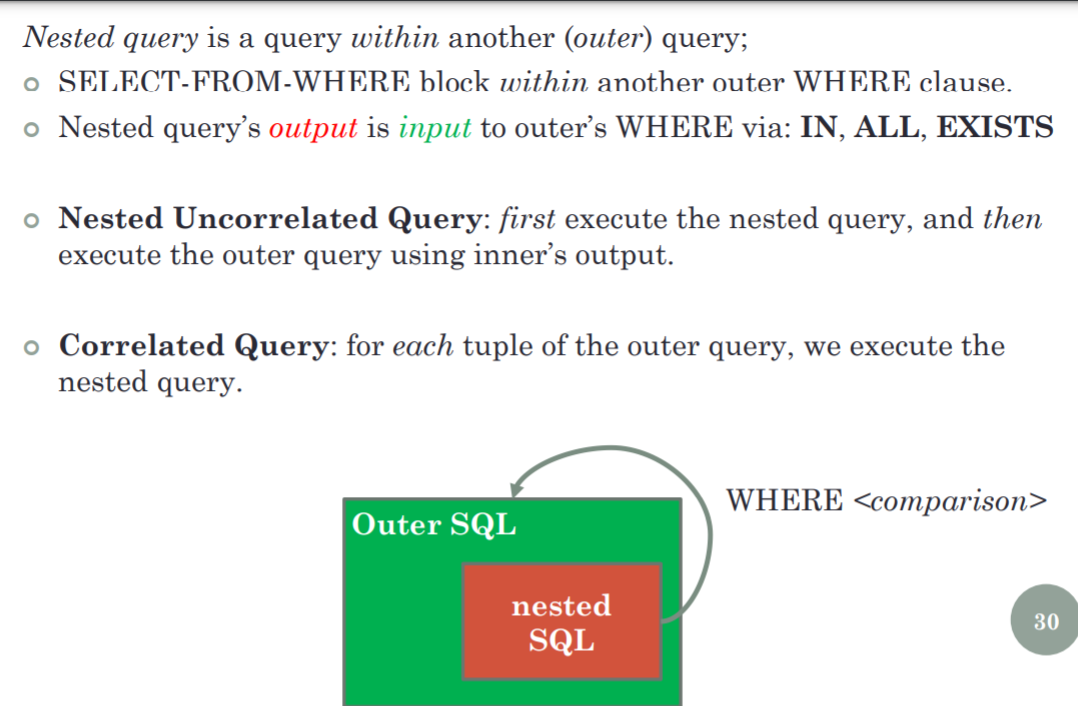 Nested query is a query within another (outer) query;
SELECT-FROM-WHERE block within another outer WHERE clause.
Nested query's output is input to outer's WHERE via: IN, ALL, EXISTS
Nested Uncorrelated Query: first execute the nested query, and then
execute the outer query using inner's output.
Correlated Query: for each tuple of the outer query, we execute the
nested query.
WHERE <comparison>
Outer SQL
nested
SQL
30